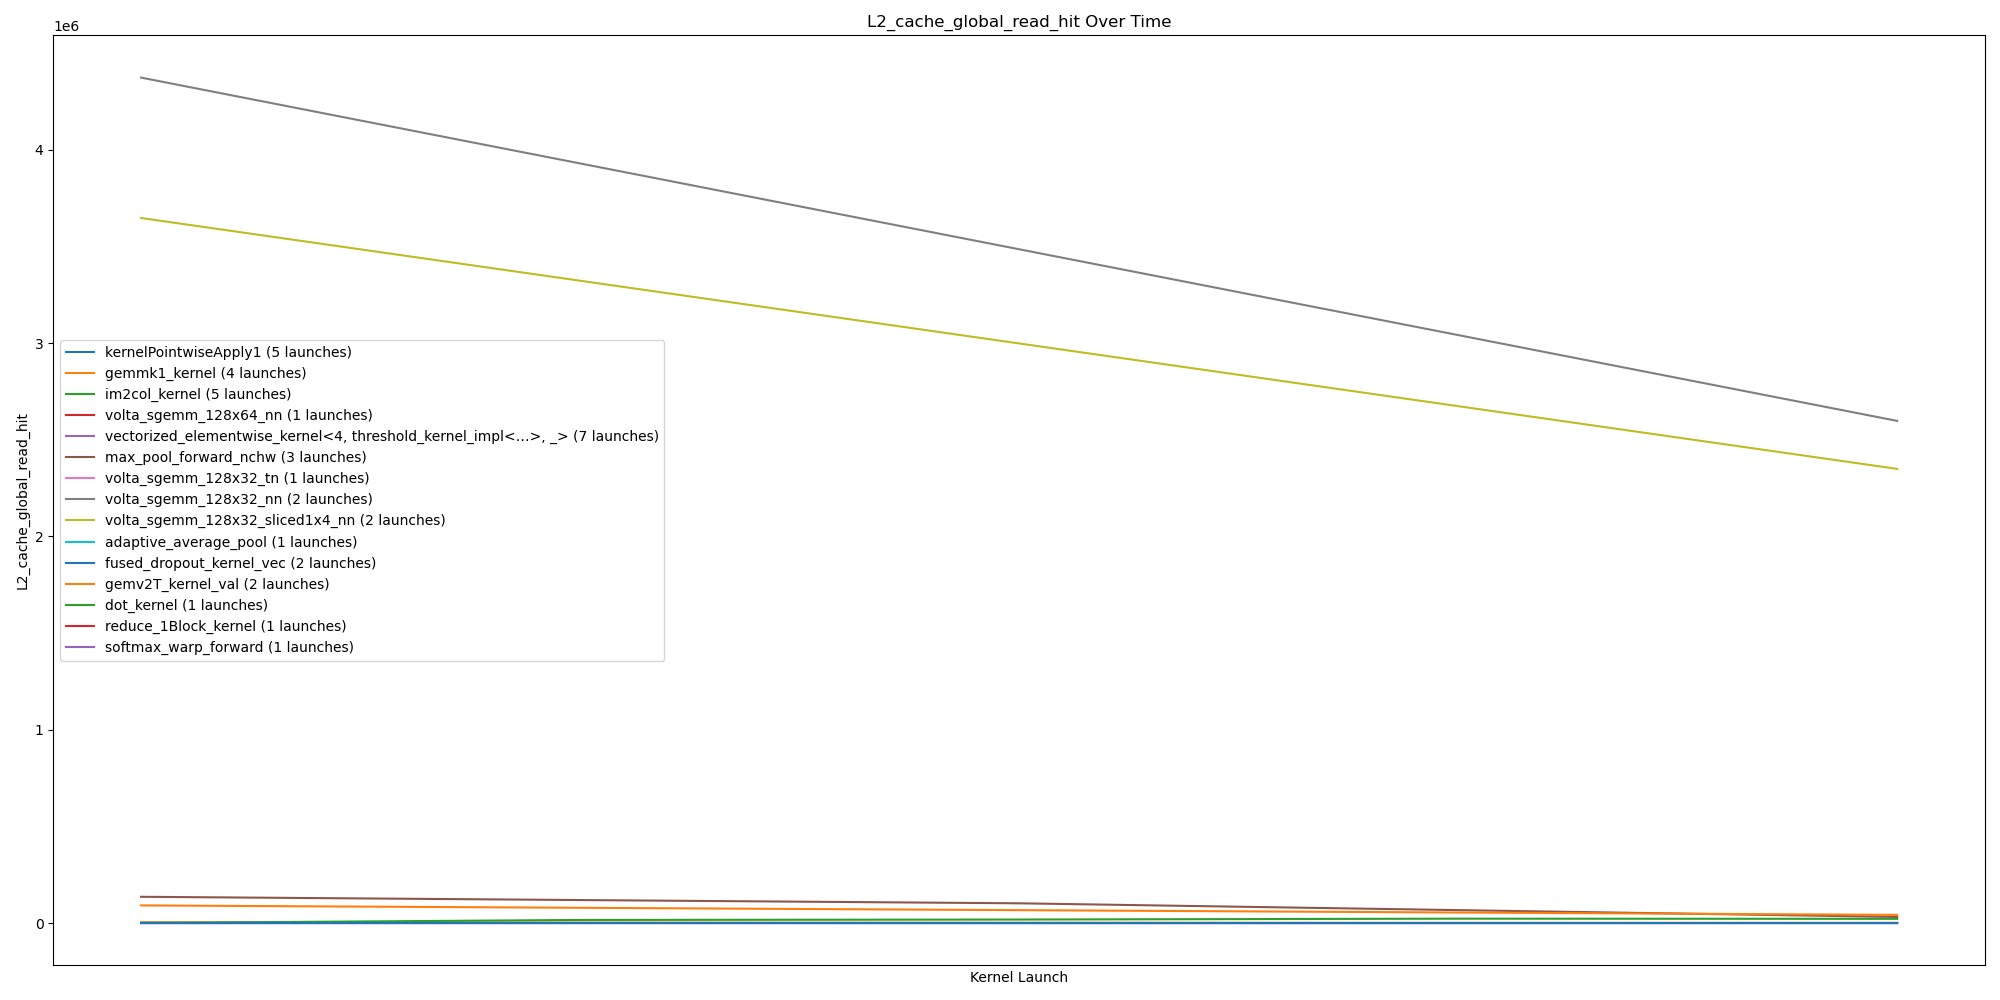 L2_cache_global_read_hit Over Time
1e6
4
3
2
1
0
L2_cache_global_read_hit
kernelPointwiseApply1 (5 launches)
gemmk1_kernel (4 launches)
im2col_kernel (5 launches)
volta_sgemm_128x64_nn (1 launches)
vectorized_elementwise_kernel<4, threshold_kernel_impl<...>, _> (7 launches)
max_pool_forward_nchw (3 launches)
volta_sgemm_128x32_tn (1 launches)
volta_sgemm_128x32_nn (2 launches)
volta_sgemm_128x32_sliced1x4_nn (2 launches)
adaptive_average_pool (1 launches)
fused_dropout_kernel_vec (2 launches)
gemv2T_kernel_val (2 launches)
dot_kernel (1 launches)
reduce_1Block_kernel (1 launches)
softmax_warp_forward (1 launches)
Kernel Launch